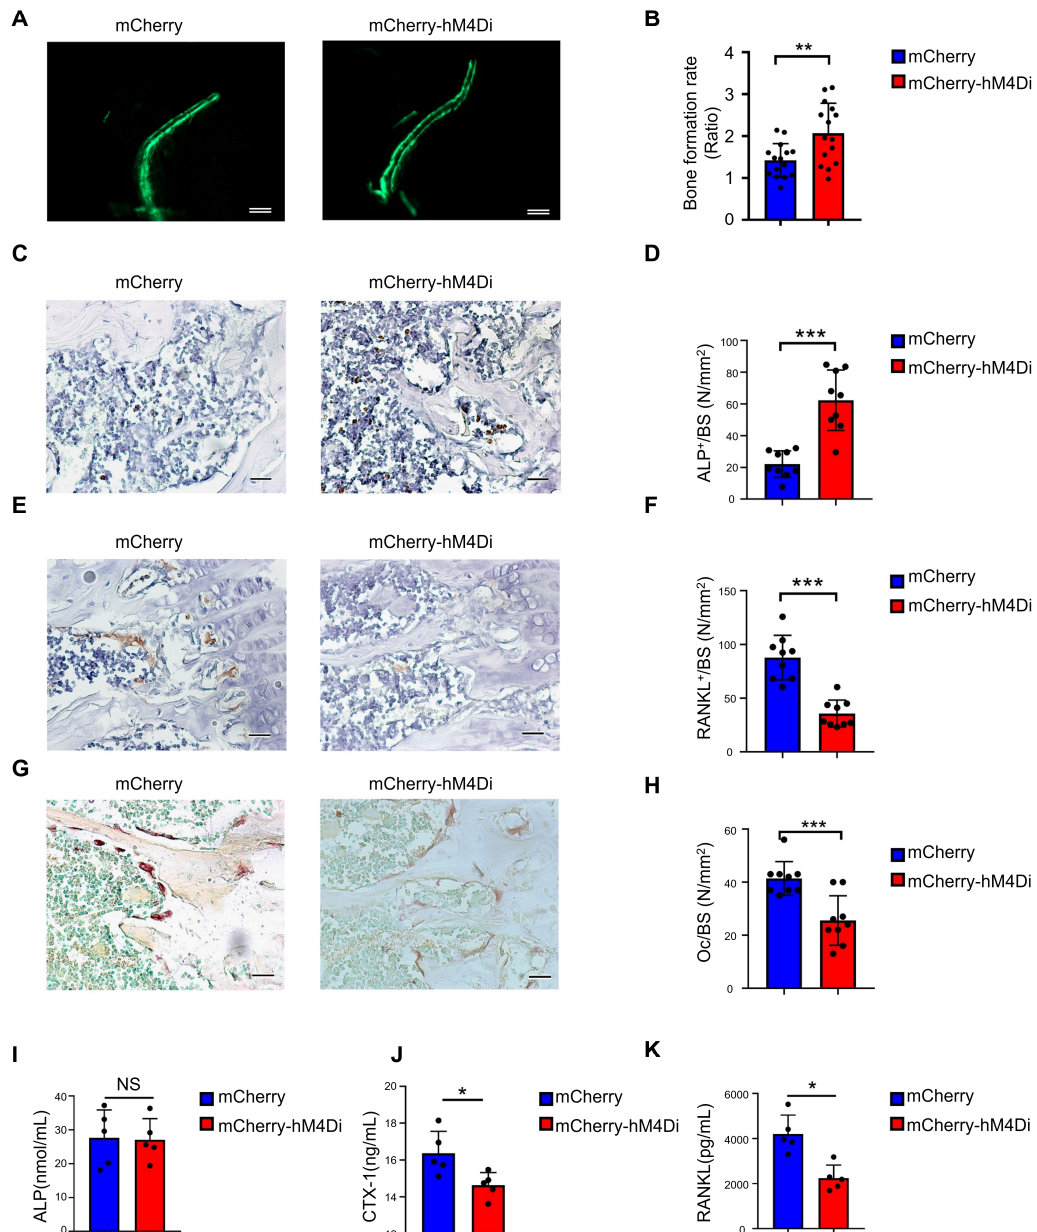 A
mCherry
mCherry-hM4Di
B
4
3
2
1
0
Bone formation rate
(Ratio)
**
mCherry
mCherry-hM4Di
C
mCherry
mCherry-hM4Di
D
100
80
60
40
20
0
ALP+/BS (N/mm2)
***
mCherry
mCherry-hM4Di
E
mCherry
mCherry-hM4Di
F
150
100
50
0
RANKL+/BS (N/mm2)
***
mCherry
mCherry-hM4Di
G
mCherry
mCherry-hM4Di
H
60
40
20
0
Oc/BS (N/mm2)
***
mCherry
mCherry-hM4Di
I
40
30
20
10
0
ALP(nmol/mL)
NS
mCherry
mCherry-hM4Di
J
20
18
16
14
CTX-1(ng/mL)
*
mCherry
mCherry-hM4Di
K
6000
4000
2000
0
RANKL(pg/mL)
*
mCherry
mCherry-hM4Di